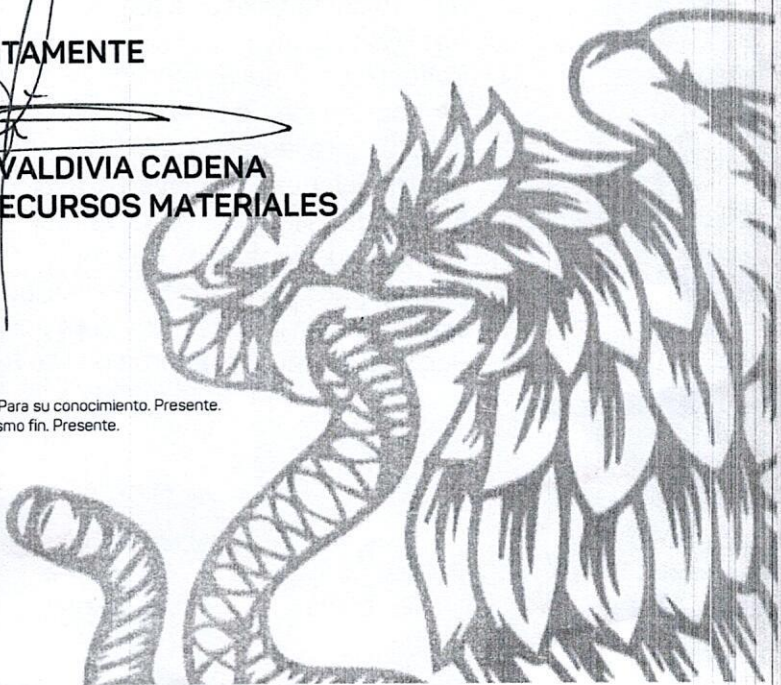 TAMENTE
VALDIVIA CADENA
ECURSOS MATERIALES
Para su conocimiento. Presente.
smo fin. Presente.